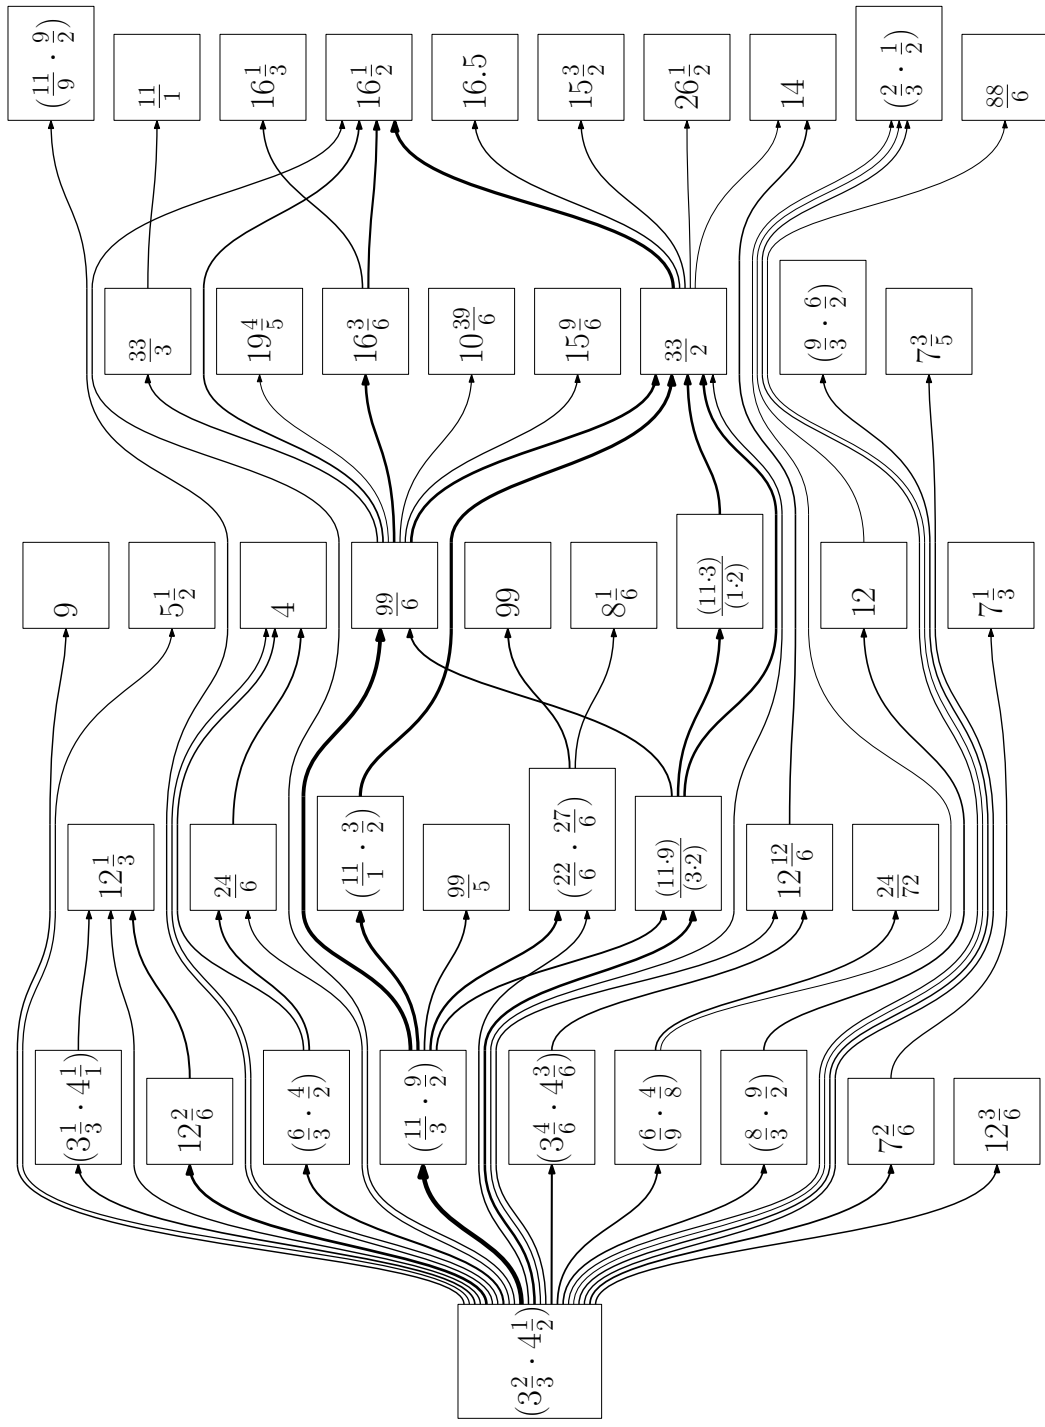 (3 2/3 · 4 1/2)
(3 1/3 · 4 1/1)
12 2/6
(6/3 · 4/2)
(11/3 · 9/2)
(3 4/6 · 4 3/6)
(6/9 · 4/8)
(8/3 · 9/2)
7 2/6
12 3/6
12 1/3
24/6
(11/1 · 3/2)
99/5
(22/6 · 27/6)
(11·9)/(3·2)
12 12/6
24/72
9
5 1/2
4
99/6
99
8 1/6
(11·3)/(1·2)
12
7 1/3
33/3
19 4/5
16 3/6
10 39/6
15 9/6
33/2
(9/3 · 6/2)
7 3/5
(11/9 · 9/2)
11/1
16 1/3
16 1/2
16.5
15 3/2
26 1/2
14
(2/3 · 1/2)
88/6